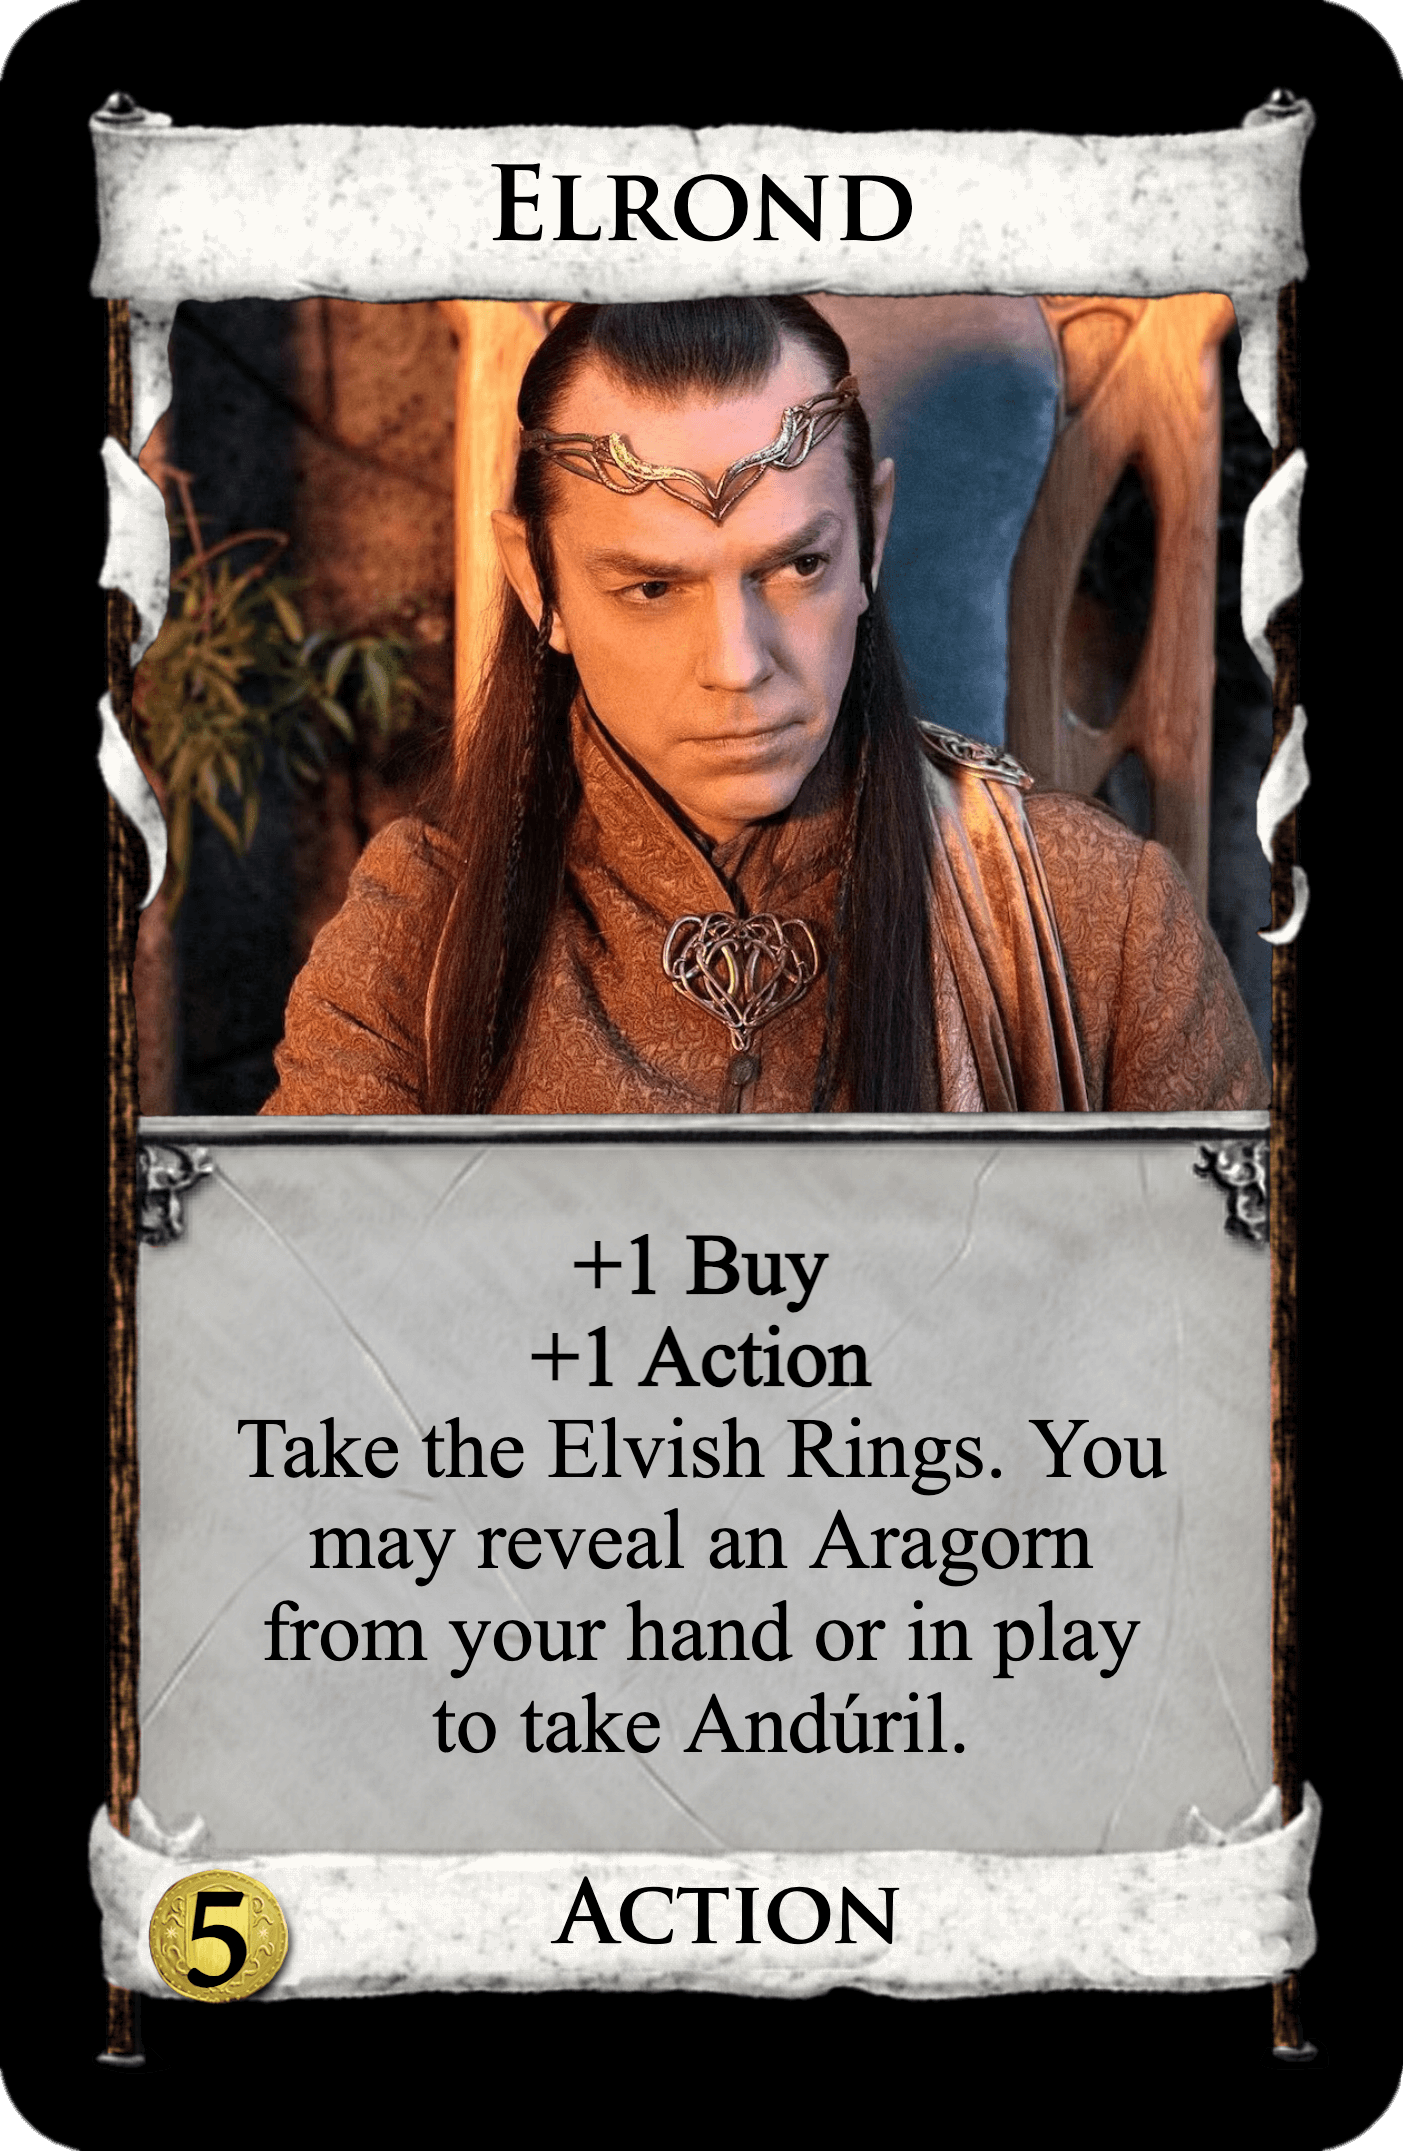 ELROND
+1 Buy
+1 Action
Take the Elvish Rings. You
may reveal an Aragorn
from your hand or in play
to take Andúril.
5
ACTION